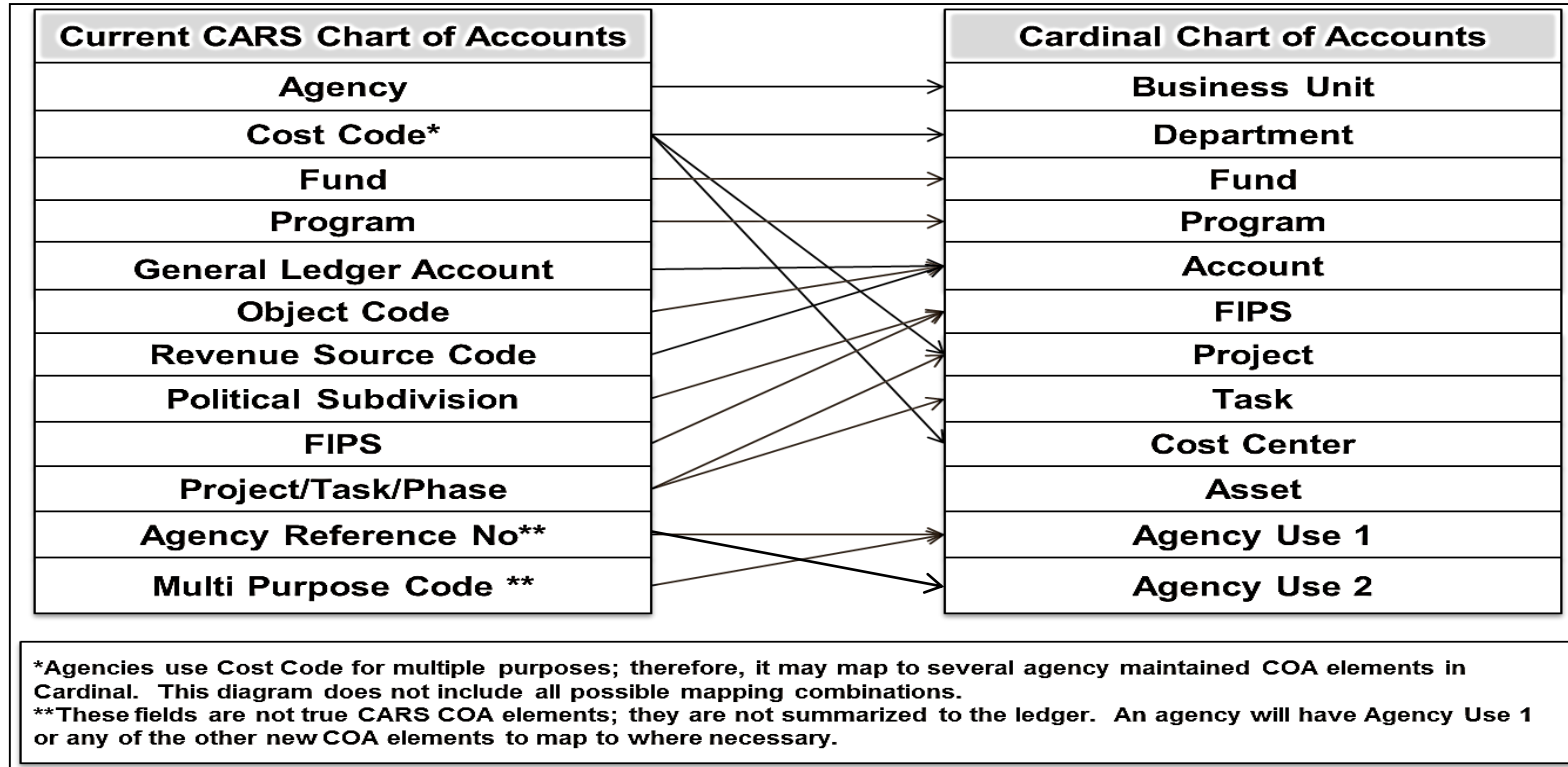 Current CARS Chart of Accounts
Agency
Cost Code*
Fund
Program
General Ledger Account
Object Code
Revenue Source Code
Political Subdivision
FIPS
Project/Task/Phase
Agency Reference No**
Multi Purpose Code **
Cardinal Chart of Accounts
Business Unit
Department
Fund
Program
Account
FIPS
Project
Task
Cost Center
Asset
Agency Use 1
Agency Use 2
*Agencies use Cost Code for multiple purposes; therefore, it may map to several agency maintained COA elements in
Cardinal. This diagram does not include all possible mapping combinations.
**These fields are not true CARS COA elements; they are not summarized to the ledger. An agency will have Agency Use 1
or any of the other new COA elements to map to where necessary.